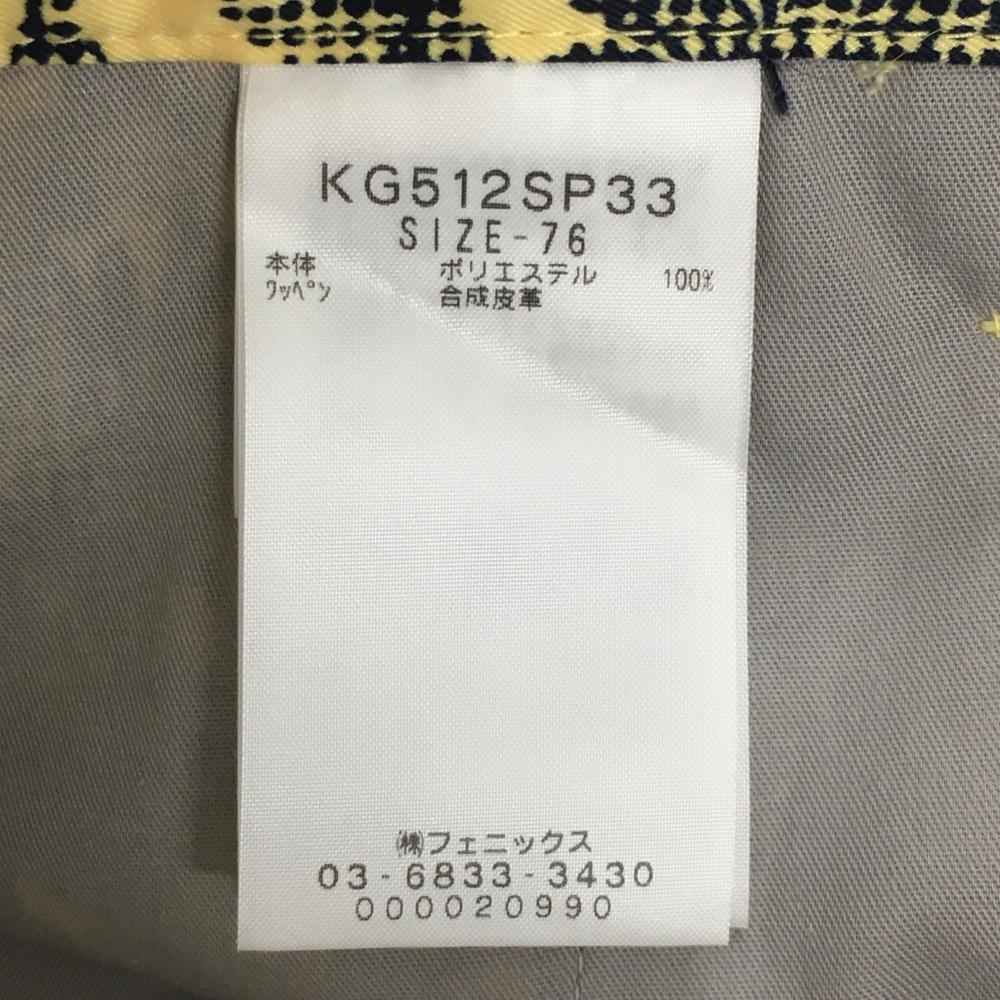 KG512SP33
SIZE-76
本体 ポリエステル 100%
ﾜｯﾍﾟﾝ 合成皮革
㈱フェニックス
03-6833-3430
000020990